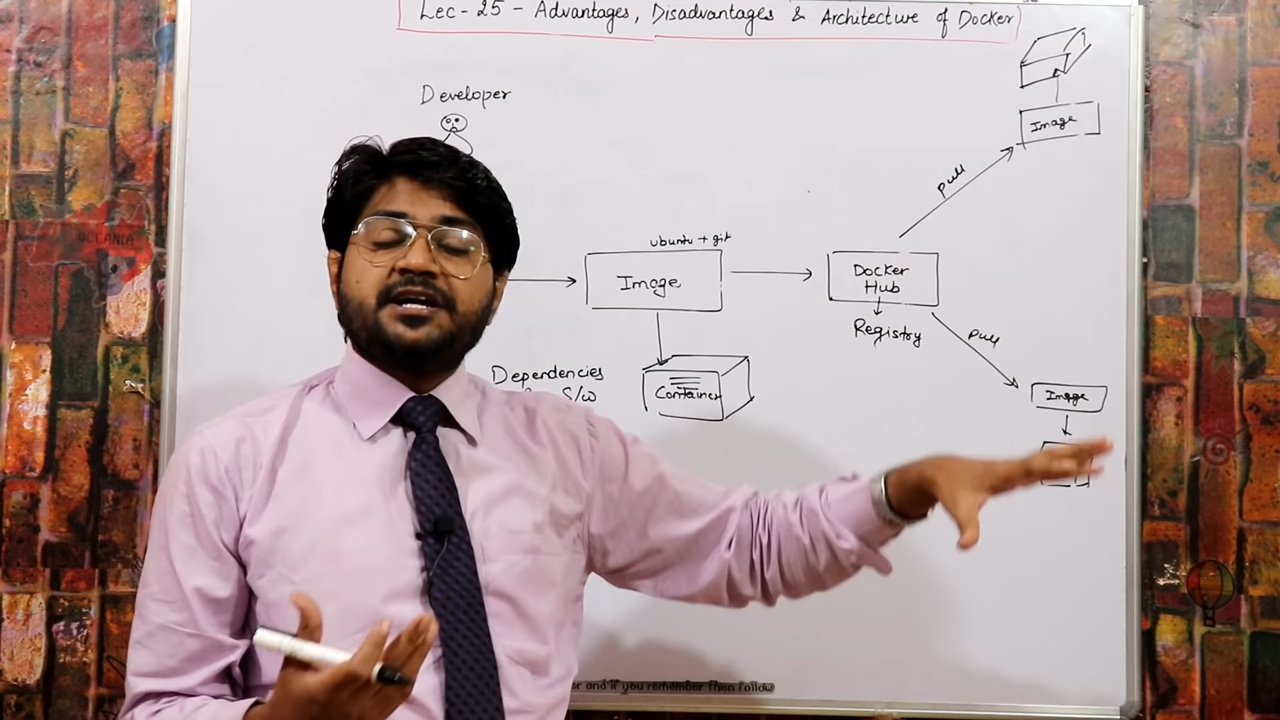 Lec-25 - Advantages, Disadvantages & Architecture of Docker
Developer
Image
Pull
ubuntu + git
Image
Docker
Hub
Registry
Pull
Dependencies
S/w
Container
Image
OCEANIA
er and if you remember then follow